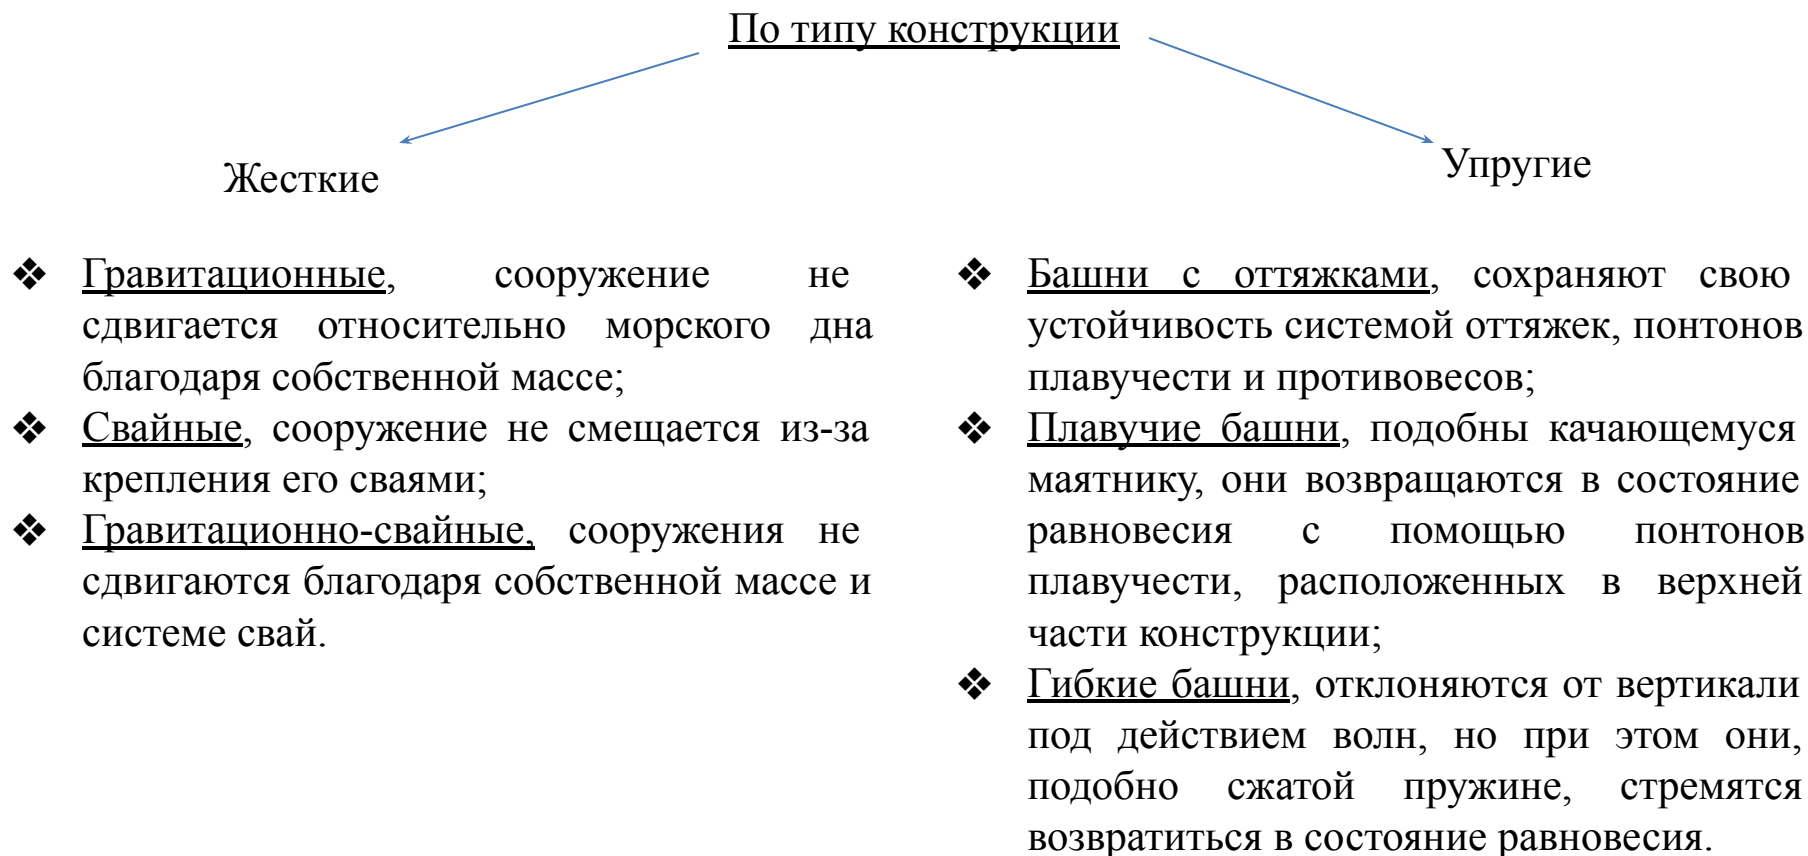 По типу конструкции
Жесткие
❖ Гравитационные, сооружение не
сдвигается относительно морского дна
благодаря собственной массе;
❖ Свайные, сооружение не смещается из-за
крепления его сваями;
❖ Гравитационно-свайные, сооружения не
сдвигаются благодаря собственной массе и
системе свай.
Упругие
❖ Башни с оттяжками, сохраняют свою
устойчивость системой оттяжек, понтонов
плавучести и противовесов;
❖ Плавучие башни, подобны качающемуся
маятнику, они возвращаются в состояние
равновесия с помощью понтонов
плавучести, расположенных в верхней
части конструкции;
❖ Гибкие башни, отклоняются от вертикали
под действием волн, но при этом они,
подобно сжатой пружине, стремятся
возвратиться в состояние равновесия.